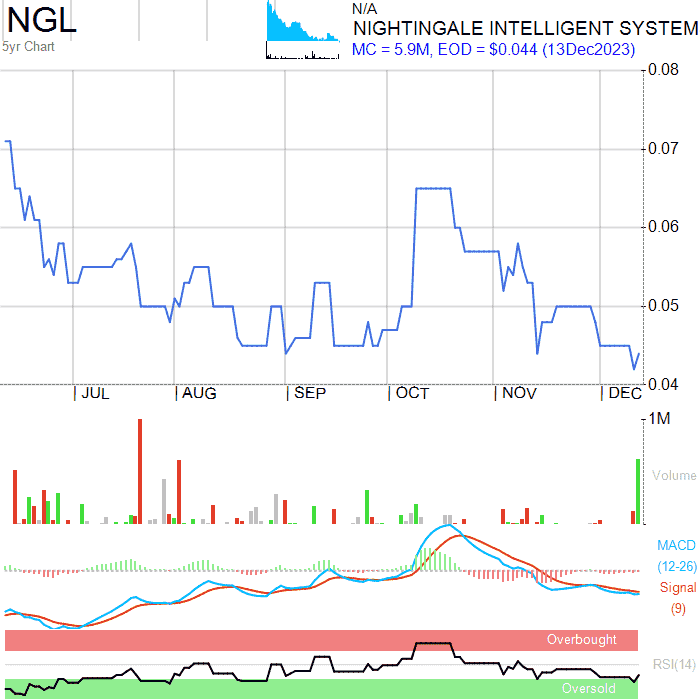 NGL
5yr Chart
N/A
NIGHTINGALE INTELLIGENT SYSTEM
MC = 5.9M, EOD = $0.044 (13Dec2023)
0.08
0.07
0.06
0.05
0.04
JUL AUG SEP OCT NOV DEC
1M
Volume
MACD
(12-26)
Signal
(9)
Overbought
RSI(14)
Oversold